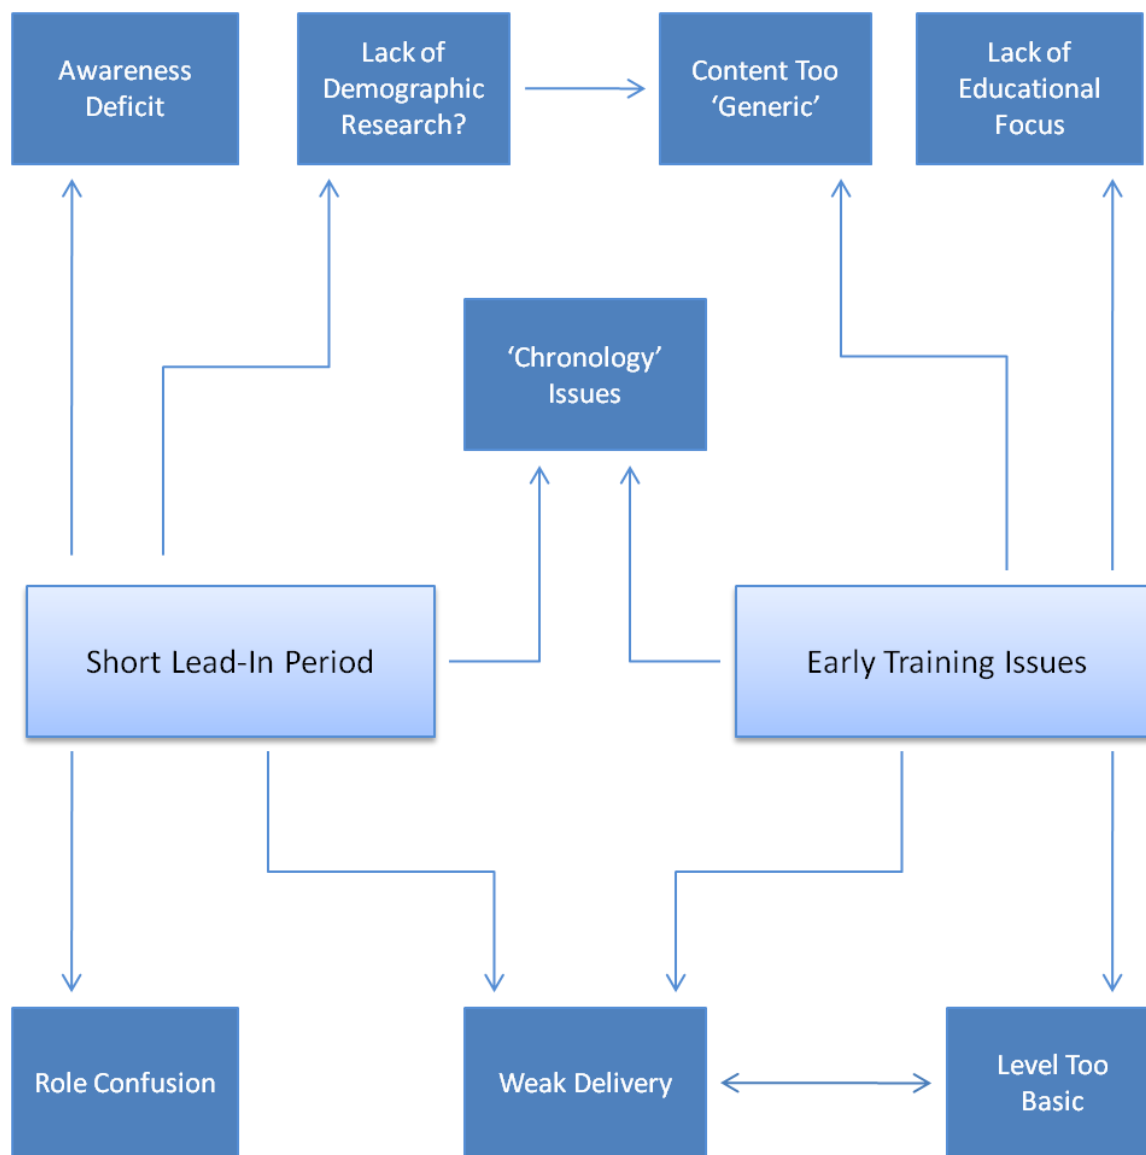 Awareness
Deficit
Lack of
Demographic
Research?
Content Too
‘Generic’
Lack of
Educational
Focus
‘Chronology’
Issues
Short Lead-In Period
Early Training Issues
Role Confusion
Weak Delivery
Level Too
Basic